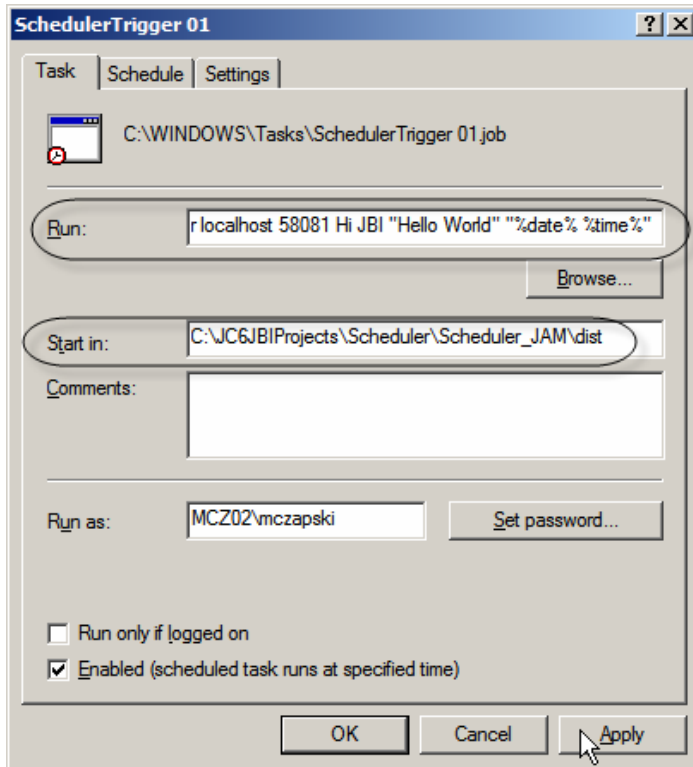 SchedulerTrigger 01
Task Schedule Settings
C:\WINDOWS\Tasks\SchedulerTrigger 01.job
Run: r localhost 58081 Hi JBI "Hello World" "%date% %time%"
Browse...
Start in: C:\JC6JBIProjects\Scheduler\Scheduler_JAM\dist
Comments:
Run as: MCZ02\mczapski Set password...
Run only if logged on
Enabled (scheduled task runs at specified time)
OK Cancel Apply